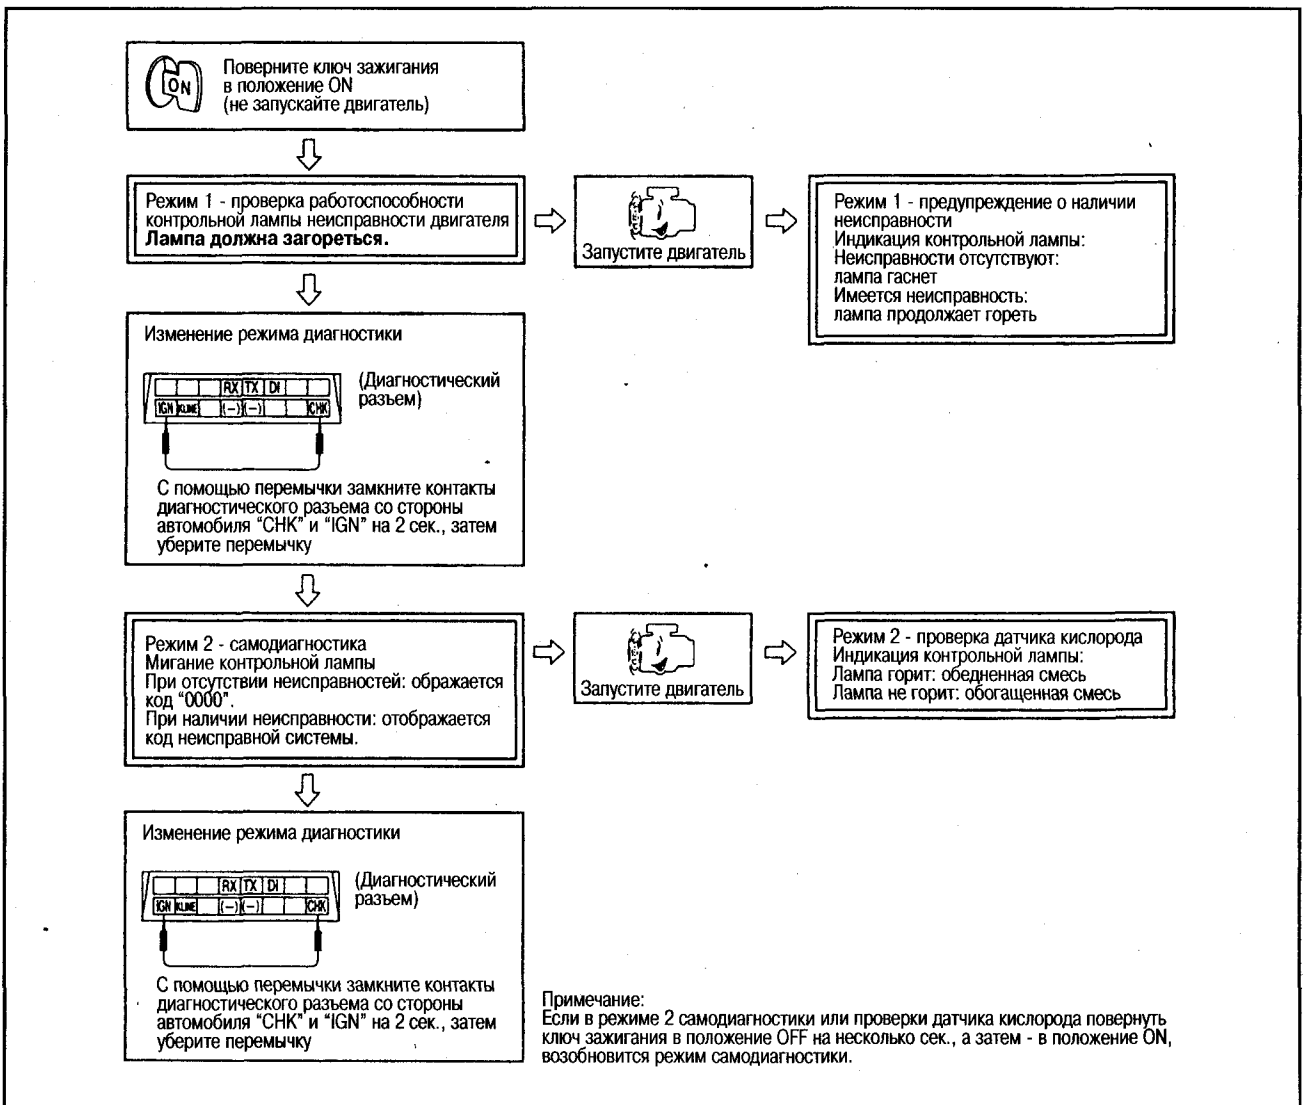 ON
Поверните ключ зажигания
в положение ON
(не запускайте двигатель)
Режим 1 - проверка работоспособности
контрольной лампы неисправности двигателя
Лампа должна загореться.
Запустите двигатель
Режим 1 - предупреждение о наличии
неисправности
Индикация контрольной лампы:
Неисправности отсутствуют:
лампа гаснет
Имеется неисправность:
лампа продолжает гореть
Изменение режима диагностики
RX TX DI
IGN KLINE (-) (-) CHK
(Диагностический
разъем)
С помощью перемычки замкните контакты
диагностического разъема со стороны
автомобиля "CHK" и "IGN" на 2 сек., затем
уберите перемычку
Режим 2 - самодиагностика
Мигание контрольной лампы
При отсутствии неисправностей: ображается
код "0000".
При наличии неисправности: отображается
код неисправной системы.
Запустите двигатель
Режим 2 - проверка датчика кислорода
Индикация контрольной лампы:
Лампа горит: обедненная смесь
Лампа не горит: обогащенная смесь
Изменение режима диагностики
RX TX DI
IGN KLINE (-) (-) CHK
(Диагностический
разъем)
С помощью перемычки замкните контакты
диагностического разъема со стороны
автомобиля "CHK" и "IGN" на 2 сек., затем
уберите перемычку
Примечание:
Если в режиме 2 самодиагностики или проверки датчика кислорода повернуть
ключ зажигания в положение OFF на несколько сек., а затем - в положение ON,
возобновится режим самодиагностики.